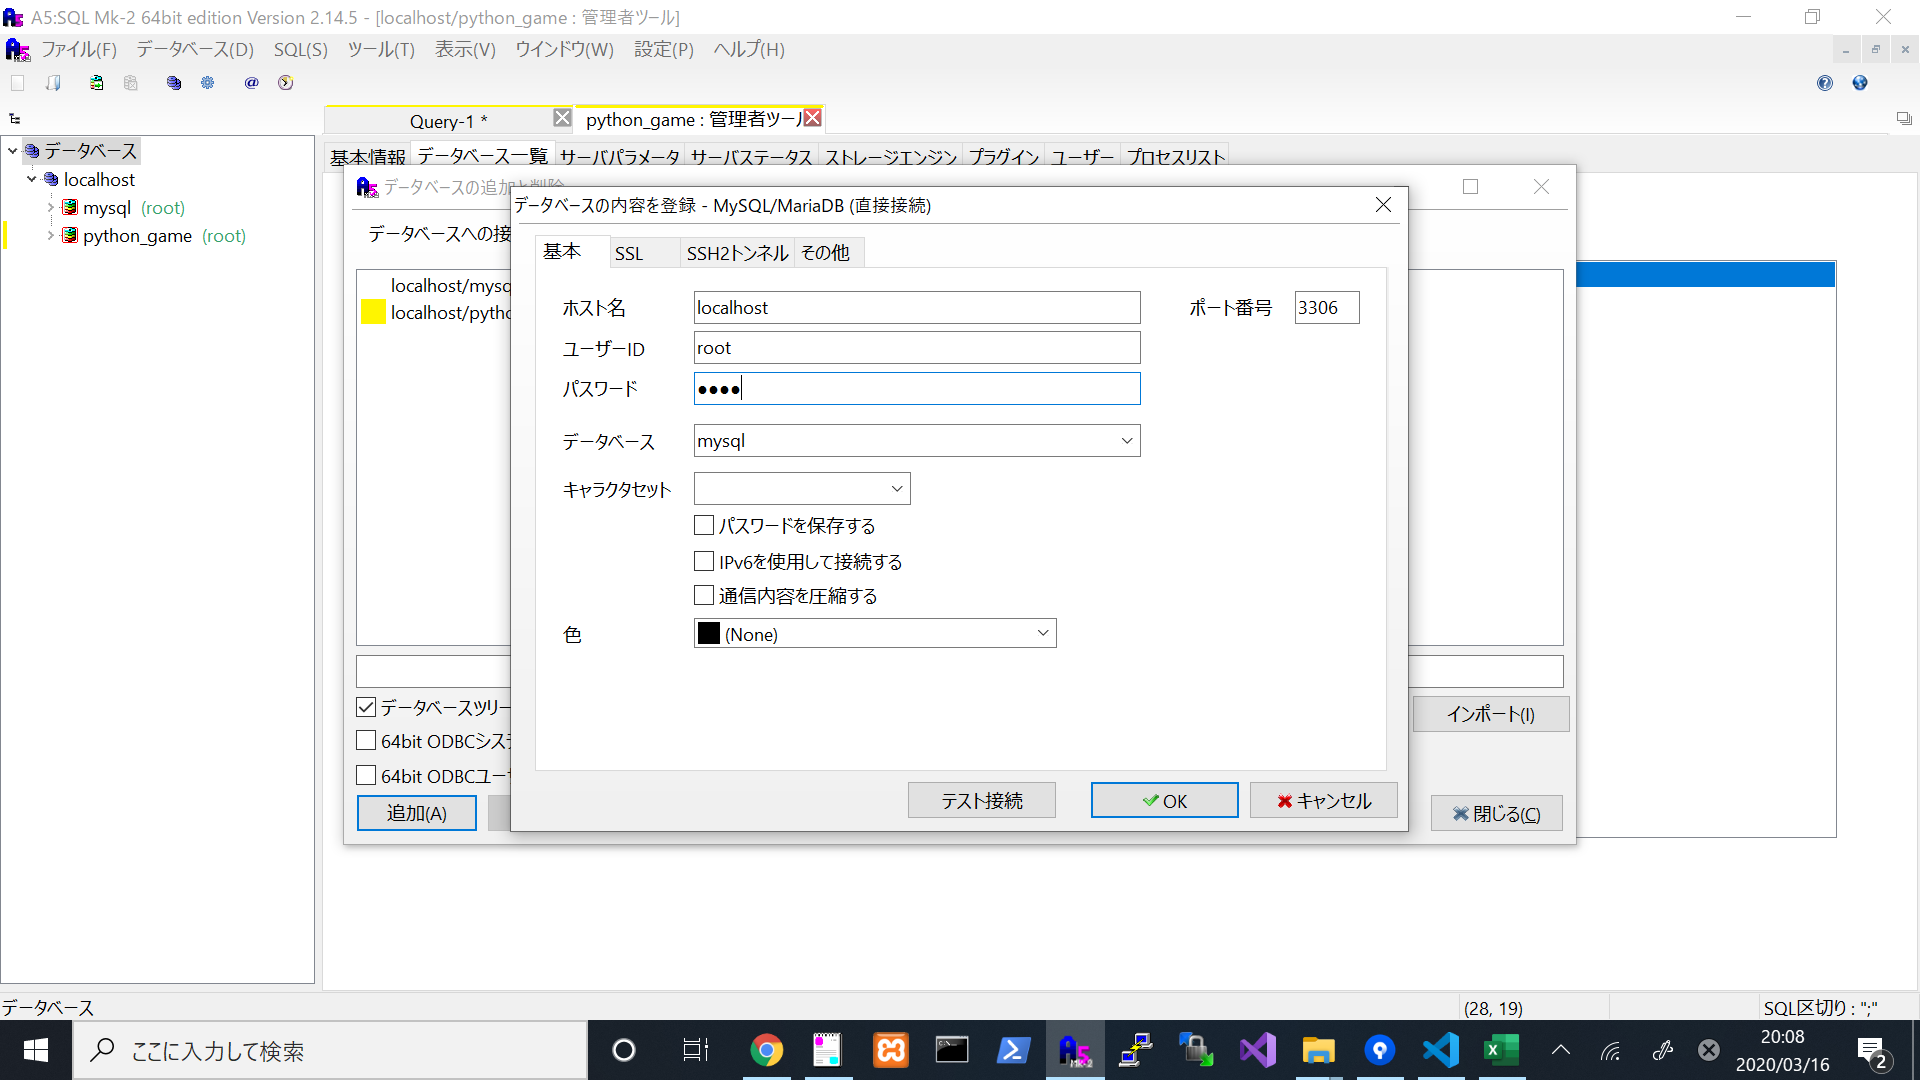 A5:SQL Mk-2 64bit edition Version 2.14.5 - [localhost/python_game : 管理者ツール]
ファイル(F) データベース(D) SQL(S) ツール(T) 表示(V) ウインドウ(W) 設定(P) ヘルプ(H)
Query-1 * python_game : 管理者ツール
データベース
localhost
mysql (root)
python_game (root)
基本情報 データベース一覧 サーバパラメータ サーバステータス ストレージエンジン プラグイン ユーザー プロセスリスト
データベースの追加と削除
データベースへの接
localhost/mysq
localhost/pytho
データベースツリー
64bit ODBCシステ
64bit ODBCユーザ
追加(A)
インポート(I)
閉じる(C)
データベースの内容を登録 - MySQL/MariaDB (直接接続)
基本 SSL SSH2トンネル その他
ホスト名 localhost ポート番号 3306
ユーザーID root
パスワード ●●●●
データベース mysql
キャラクタセット
パスワードを保存する
IPv6を使用して接続する
通信内容を圧縮する
色 (None)
テスト接続 OK キャンセル
データベース (28, 19) SQL区切り : ";"
ここに入力して検索
20:08
2020/03/16
2